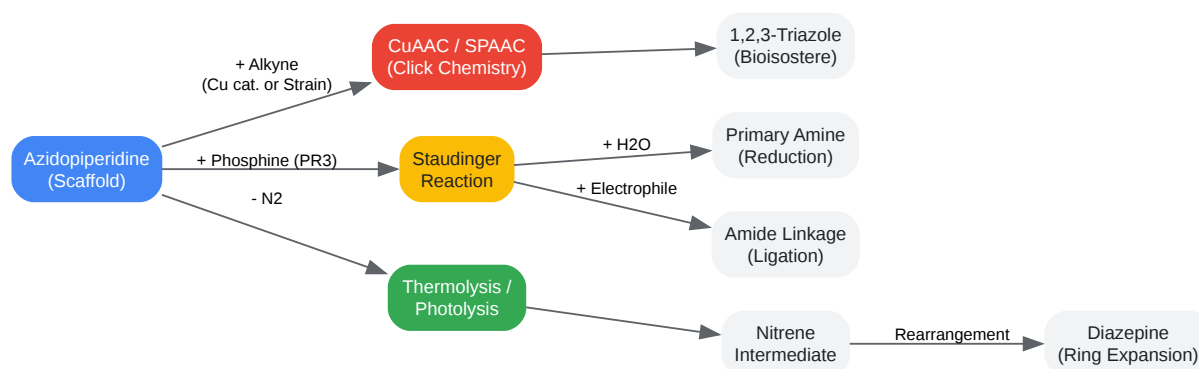 Azidopiperidine
(Scaffold)
+ Alkyne
(Cu cat. or Strain)
CuAAC / SPAAC
(Click Chemistry)
1,2,3-Triazole
(Bioisostere)
+ Phosphine (PR3)
Staudinger
Reaction
+ H2O
Primary Amine
(Reduction)
+ Electrophile
Amide Linkage
(Ligation)
- N2
Thermolysis /
Photolysis
Nitrene
Intermediate
Rearrangement
Diazepine
(Ring Expansion)